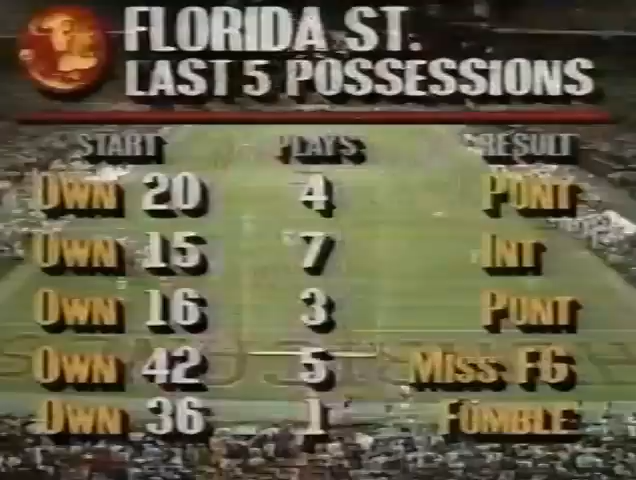 FLORIDA ST.
LAST 5 POSSESSIONS
START PLAYS RESULT
OWN 20 4 PUNT
OWN 15 7 INT
OWN 16 3 PUNT
OWN 42 5 MISS FG
OWN 36 1 FUMBLE